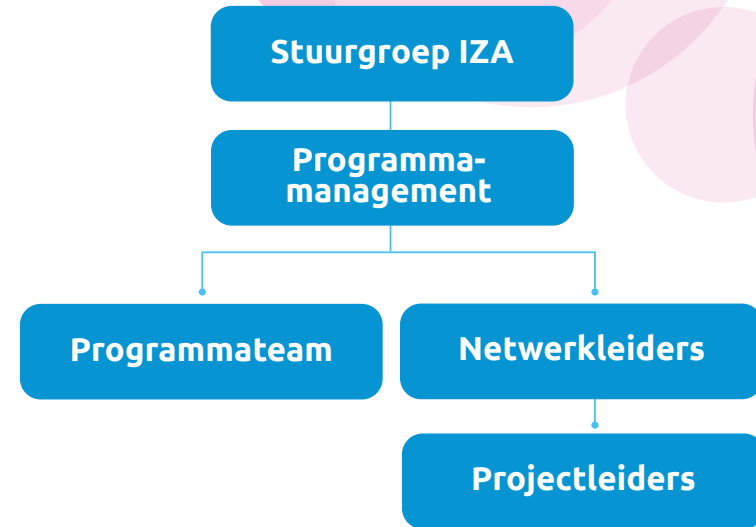 Stuurgroep IZA
Programma-
management
Programmateam
Netwerkleiders
Projectleiders